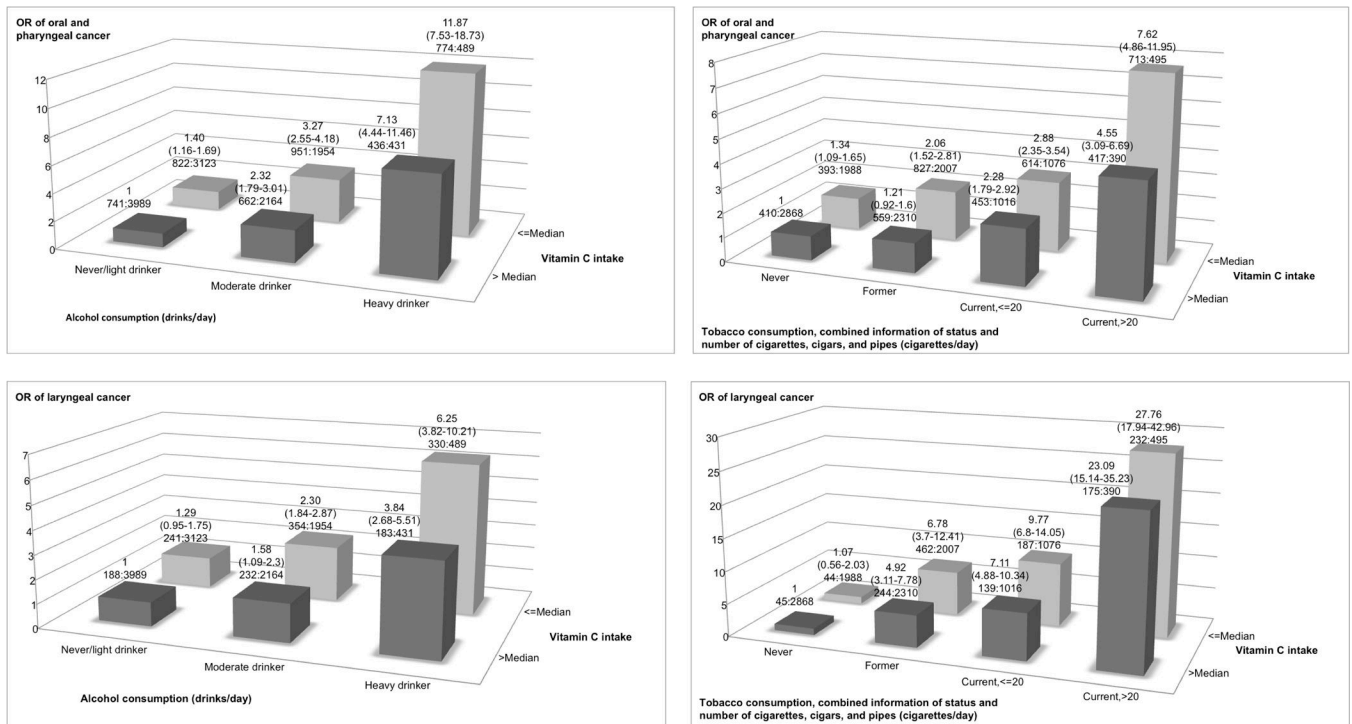 OR of oral and
pharyngeal cancer
11.87
(7.53-18.73)
774:489
12
10
8
6
4
2
0
1.40
(1.16-1.69)
822:3123
3.27
(2.55-4.18)
951:1954
7.13
(4.44-11.46)
436:431
1
741:3989
2.32
(1.79-3.01)
662:2164
<=Median
Vitamin C intake
> Median
Never/light drinker
Moderate drinker
Heavy drinker
Alcohol consumption (drinks/day)
OR of oral and
pharyngeal cancer
7.62
(4.86-11.95)
713:495
8
7
6
5
4
3
2
1
0
1.34
(1.09-1.65)
393:1988
2.06
(1.52-2.81)
827:2007
2.88
(2.35-3.54)
614:1076
4.55
(3.09-6.69)
417:390
1
410:2868
1.21
(0.92-1.6)
559:2310
2.28
(1.79-2.92)
453:1016
<=Median
Vitamin C intake
>Median
Never
Former
Current,<=20
Current,>20
Tobacco consumption, combined information of status and
number of cigarettes, cigars, and pipes (cigarettes/day)
OR of laryngeal cancer
6.25
(3.82-10.21)
330:489
7
6
5
4
3
2
1
0
1.29
(0.95-1.75)
241:3123
2.30
(1.84-2.87)
354:1954
3.84
(2.68-5.51)
183:431
1
188:3989
1.58
(1.09-2.3)
232:2164
<=Median
Vitamin C intake
>Median
Never/light drinker
Moderate drinker
Heavy drinker
Alcohol consumption (drinks/day)
OR of laryngeal cancer
27.76
(17.94-42.96)
232:495
30
25
20
15
10
5
0
23.09
(15.14-35.23)
175:390
1.07
(0.56-2.03)
44:1988
6.78
(3.7-12.41)
462:2007
9.77
(6.8-14.05)
187:1076
1
45:2868
4.92
(3.11-7.78)
244:2310
7.11
(4.88-10.34)
139:1016
<=Median
Vitamin C intake
>Median
Never
Former
Current,<=20
Current,>20
Tobacco consumption, combined information of status and
number of cigarettes, cigars, and pipes (cigarettes/day)